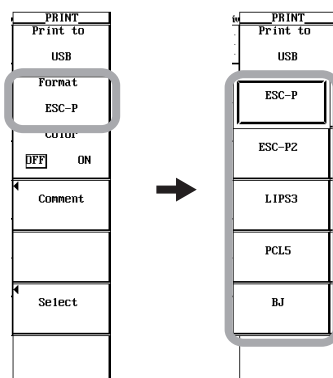 PRINT
Print to
USB
Format
ESC-P
Color
OFF ON
Comment
Select
PRINT
Print to
USB
ESC-P
ESC-P2
LIPS3
PCL5
BJ